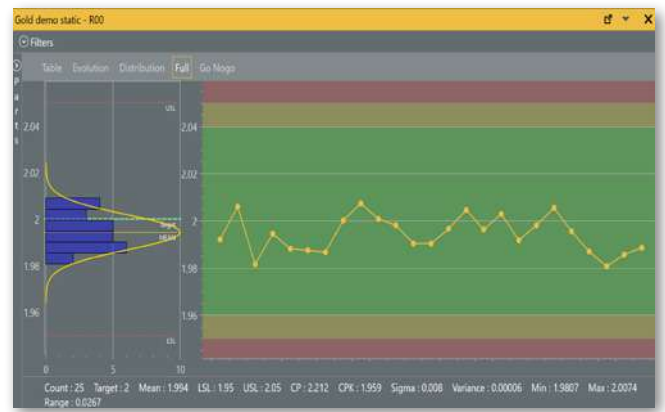 Gold demo static - R00
Filters
Parts
Table Evolution Distribution Full Go Nogo
USL
2.04
2.04
2.02
2.02
2
Target
2
MEAN
1.98
1.98
1.96
1.96
LSL
0
5
10
Count : 25 Target : 2 Mean : 1.994 LSL : 1.95 USL : 2.05 CP : 2.212 CPK : 1.959 Sigma : 0.008 Variance : 0.00006 Min : 1.9807 Max : 2.0074
Range : 0.0267